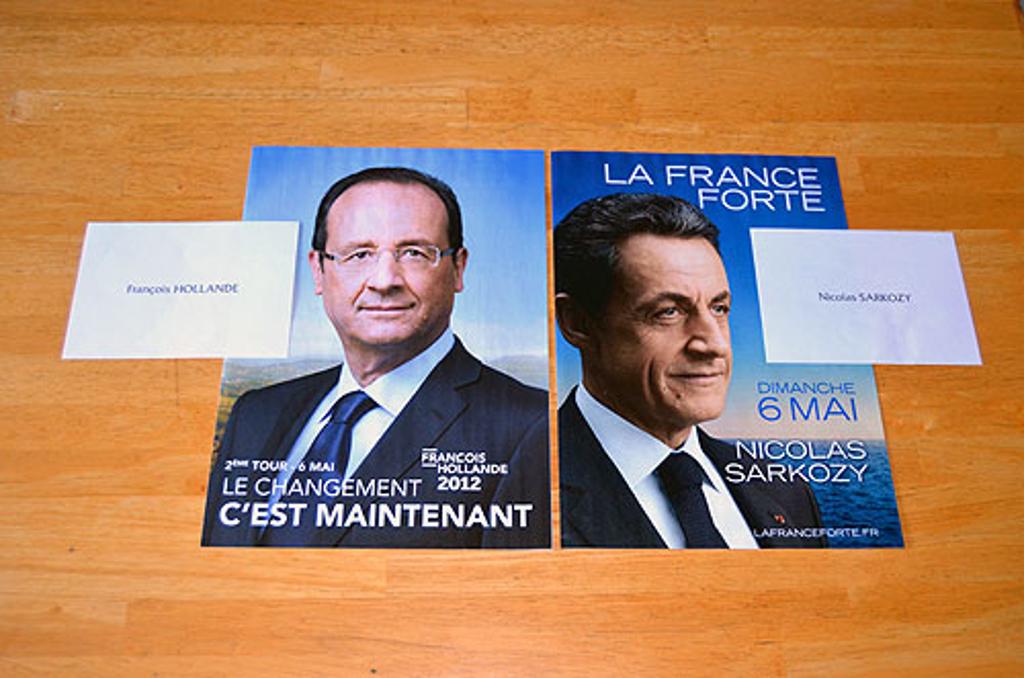 François HOLLANDE
2ÈME TOUR - 6 MAI
LE CHANGEMENT
C'EST MAINTENANT
FRANÇOIS
HOLLANDE
2012
LA FRANCE
FORTE
DIMANCHE
6 MAI
NICOLAS
SARKOZY
LAFRANCEFORTE.FR
Nicolas SARKOZY